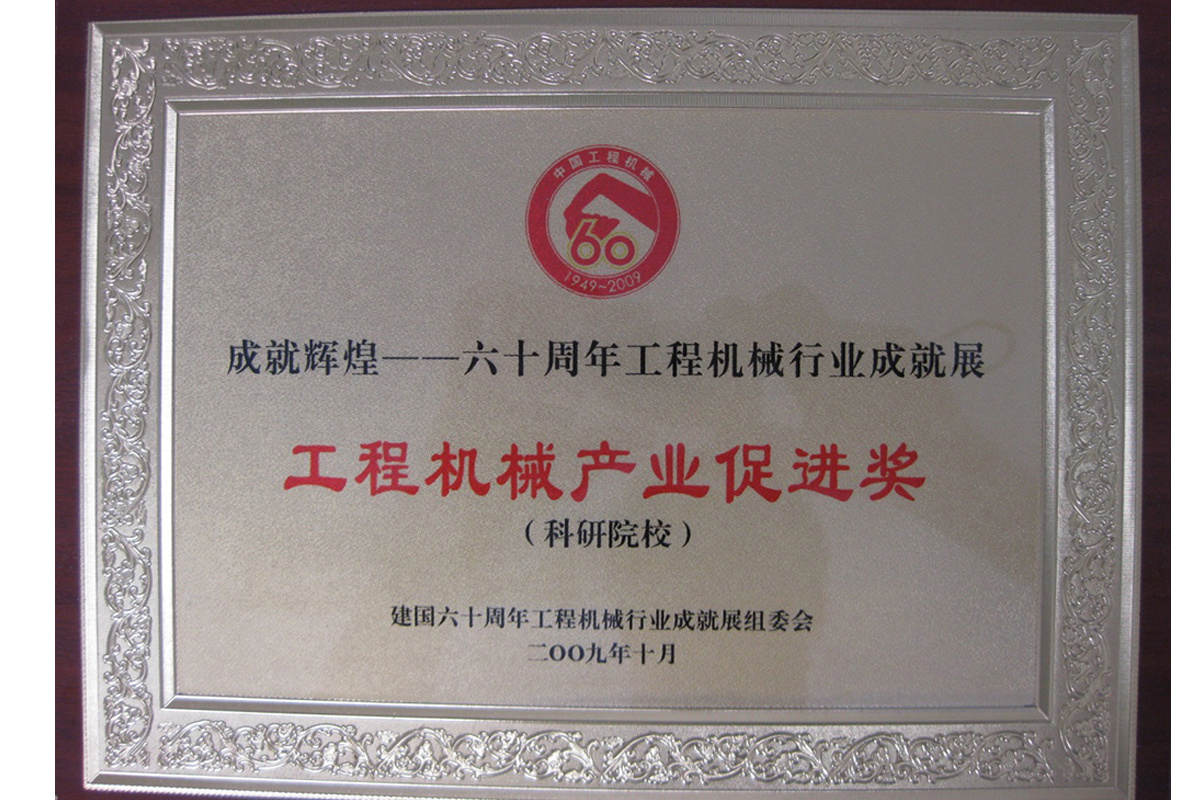 中国工程机械
60
1949~2009
成就辉煌——六十周年工程机械行业成就展
工程机械产业促进奖
（科研院校）
建国六十周年工程机械行业成就展组委会
二OO九年十月